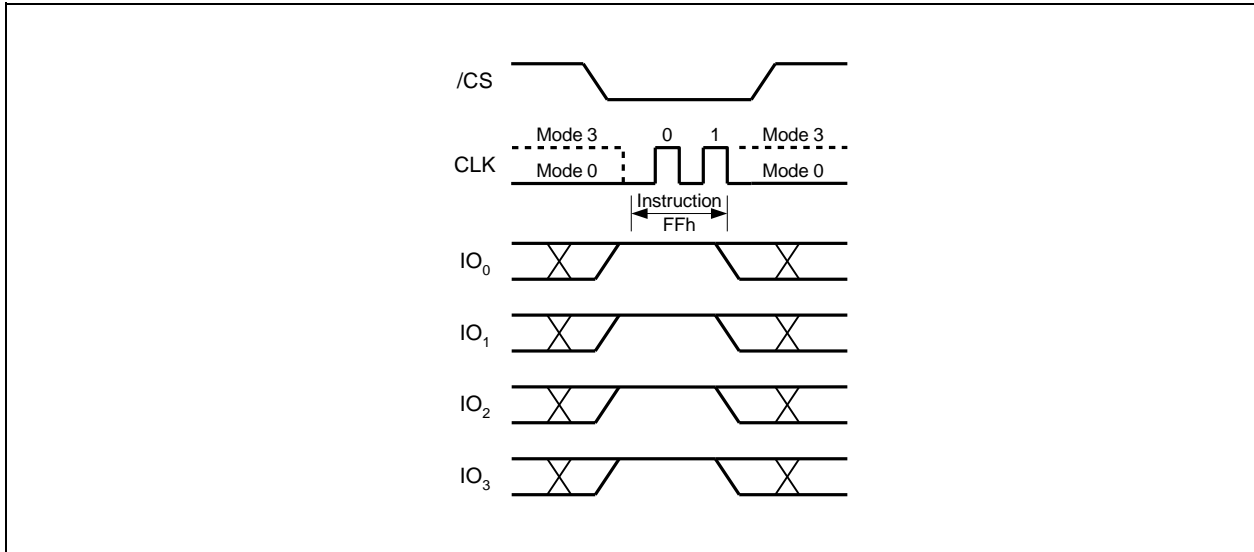 /CS
Mode 3 0 1 Mode 3
CLK
Mode 0 Mode 0
Instruction
FFh
IO0
IO1
IO2
IO3